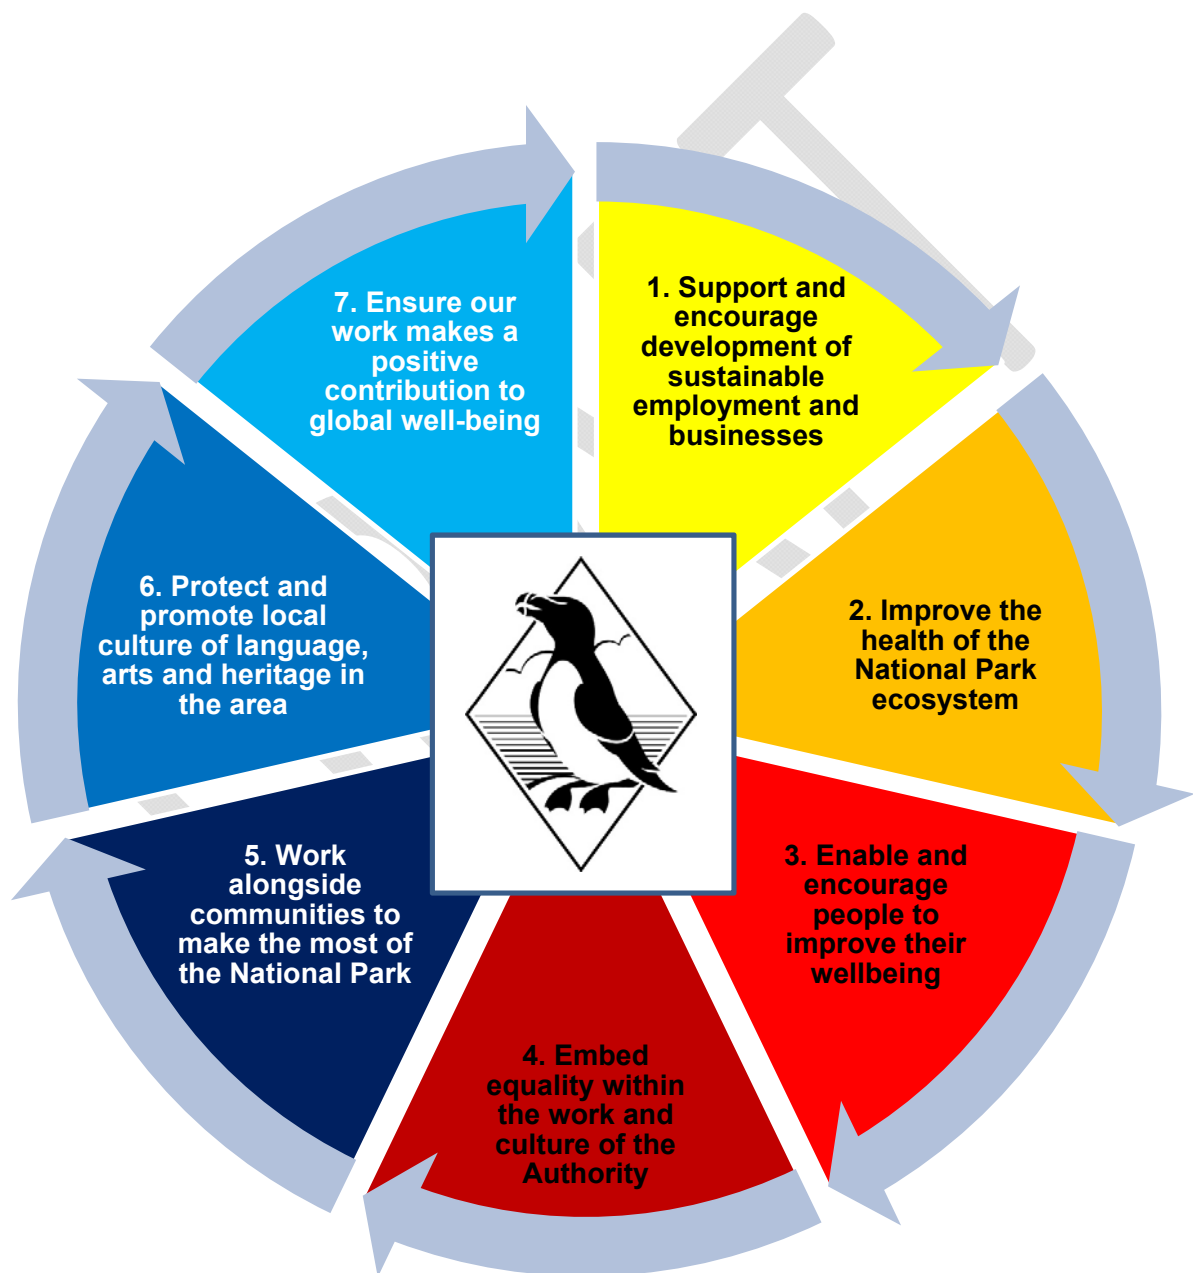 1. Support and
encourage
development of
sustainable
employment and
businesses
2. Improve the
health of the
National Park
ecosystem
3. Enable and
encourage
people to
improve their
wellbeing
4. Embed
equality within
the work and
culture of the
Authority
5. Work
alongside
communities to
make the most of
the National Park
6. Protect and
promote local
culture of language,
arts and heritage in
the area
7. Ensure our
work makes a
positive
contribution to
global well-being